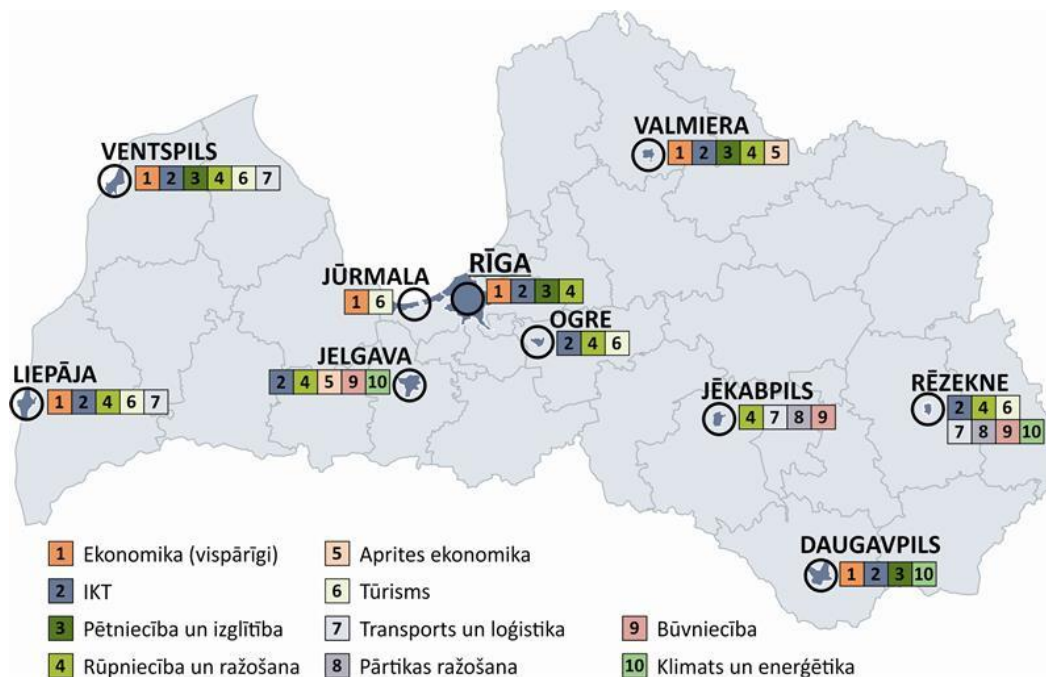 VALMIERA
1 2 3 4 5
VENTSPILS
1 2 3 4 6 7
RĪGA
1 2 3 4
JŪRMALA
1 6
OGRE
2 4 6
JELGAVA
2 4 5 9 10
LIEPĀJA
1 2 4 6 7
JĒKABPILS
4 7 8 9
RĒZEKNE
2 4 6
7 8 9 10
DAUGAVPILS
1 2 3 10
1 Ekonomika (vispārīgi)
2 IKT
3 Pētniecība un izglītība
4 Rūpniecība un ražošana
5 Aprites ekonomika
6 Tūrisms
7 Transports un loģistika
8 Pārtikas ražošana
9 Būvniecība
10 Klimats un enerģētika